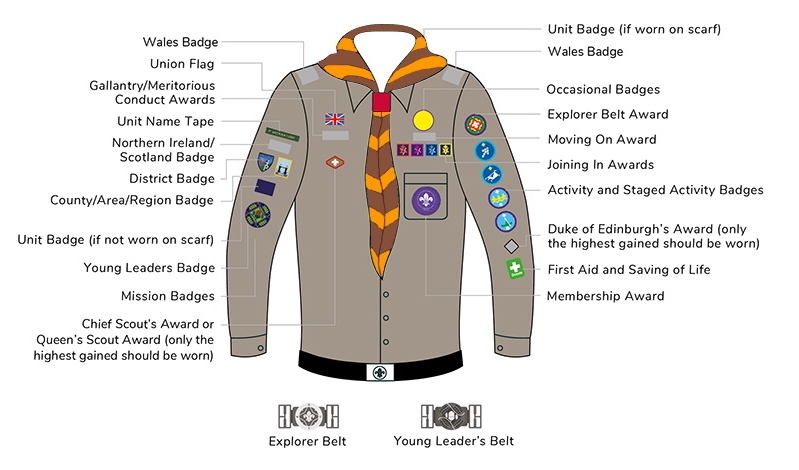 Wales Badge
Union Flag
Gallantry/Meritorious
Conduct Awards
Unit Name Tape
Northern Ireland/
Scotland Badge
District Badge
County/Area/Region Badge
Unit Badge (if not worn on scarf)
Young Leaders Badge
Mission Badges
Chief Scout's Award or
Queen's Scout Award (only the
highest gained should be worn)
Unit Badge (if worn on scarf)
Wales Badge
Occasional Badges
Explorer Belt Award
Moving On Award
Joining In Awards
Activity and Staged Activity Badges
Duke of Edinburgh's Award (only
the highest gained should be worn)
First Aid and Saving of Life
Membership Award
Explorer Belt
Young Leader's Belt